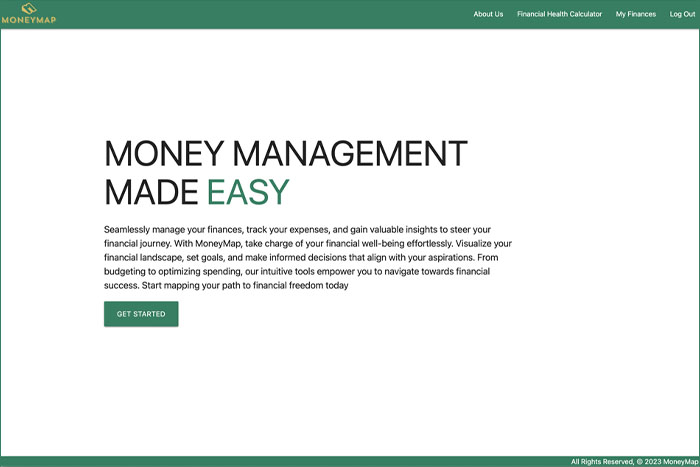 MONEYMAP
About Us Financial Health Calculator My Finances Log Out
MONEY MANAGEMENT
MADE EASY
Seamlessly manage your finances, track your expenses, and gain valuable insights to steer your
financial journey. With MoneyMap, take charge of your financial well-being effortlessly. Visualize your
financial landscape, set goals, and make informed decisions that align with your aspirations. From
budgeting to optimizing spending, our intuitive tools empower you to navigate towards financial
success. Start mapping your path to financial freedom today
GET STARTED
All Rights Reserved, © 2023 MoneyMap